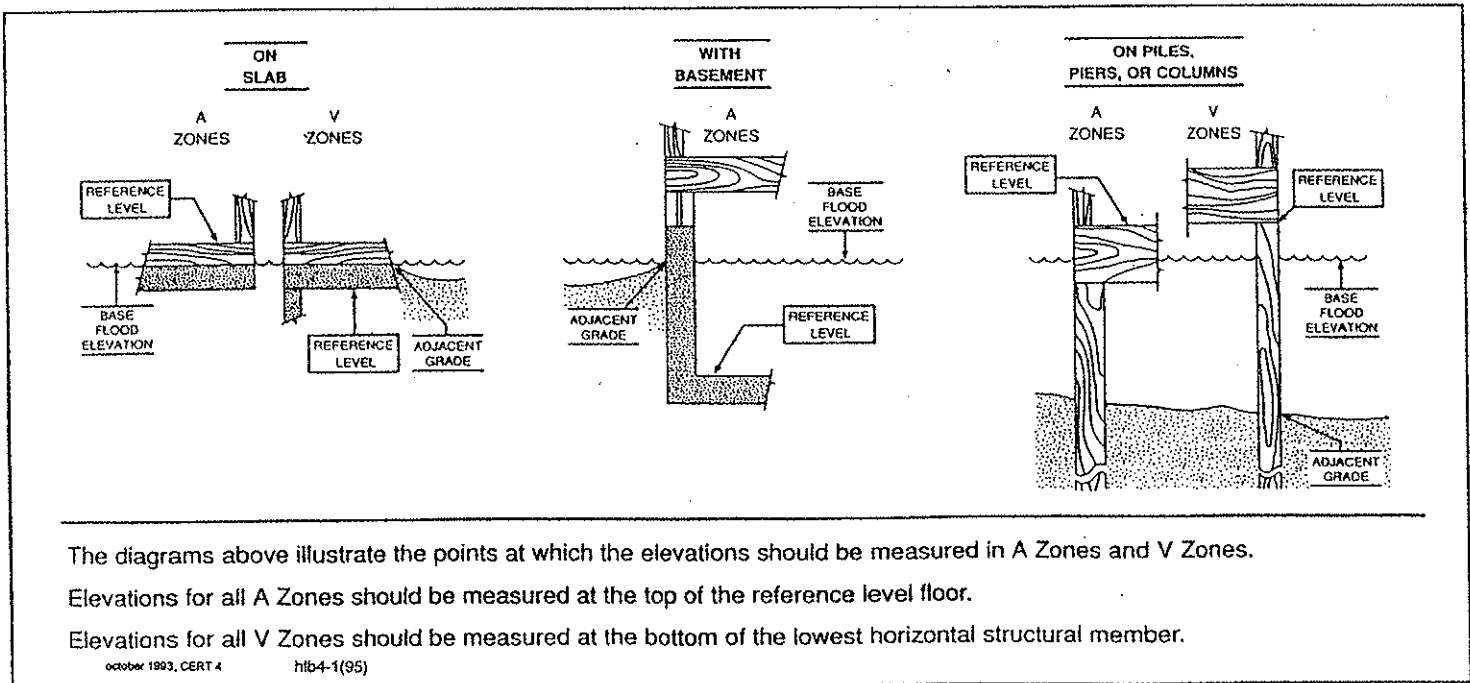 ON
SLAB
A
ZONES
V
ZONES
REFERENCE
LEVEL
BASE
FLOOD
ELEVATION
REFERENCE
LEVEL
ADJACENT
GRADE
WITH
BASEMENT
A
ZONES
BASE
FLOOD
ELEVATION
ADJACENT
GRADE
REFERENCE
LEVEL
ON PILES,
PIERS, OR COLUMNS
A
ZONES
V
ZONES
REFERENCE
LEVEL
REFERENCE
LEVEL
BASE
FLOOD
ELEVATION
ADJACENT
GRADE
The diagrams above illustrate the points at which the elevations should be measured in A Zones and V Zones.
Elevations for all A Zones should be measured at the top of the reference level floor.
Elevations for all V Zones should be measured at the bottom of the lowest horizontal structural member.
october 1993, CERT 4 hfb4-1(95)